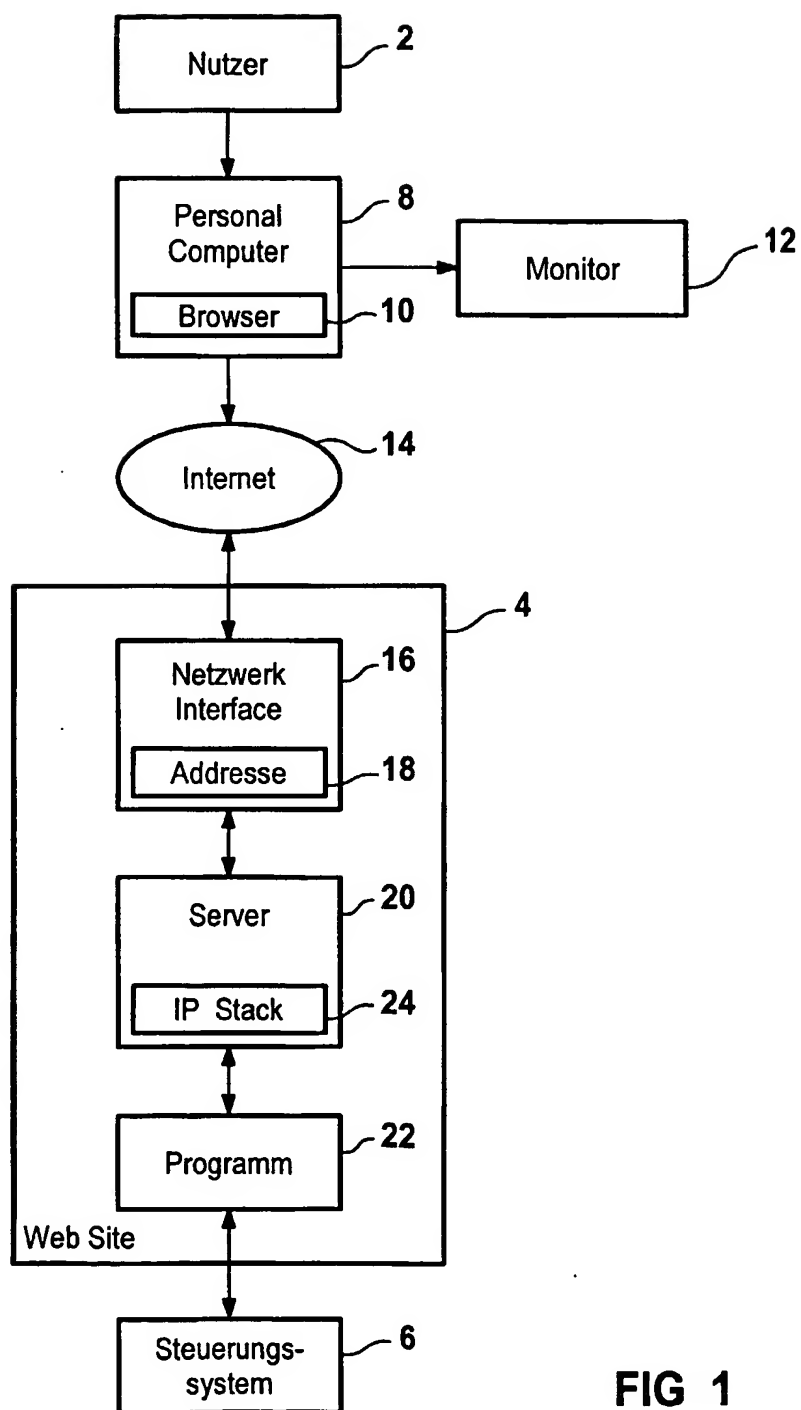 Nutzer
2
Personal
Computer
8
Browser
10
Monitor
12
Internet
14
4
Netzwerk
Interface
16
Addresse
18
Server
20
IP Stack
24
Programm
22
Web Site
Steuerungs-
system
6
FIG 1